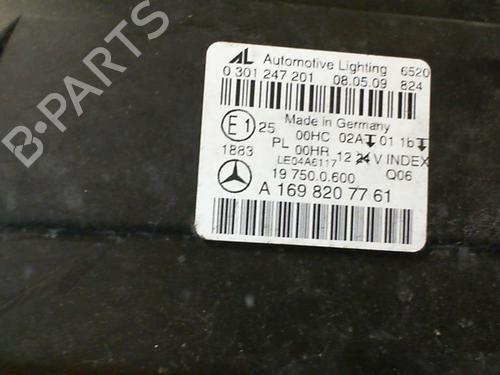 AL Automotive Lighting 6520
0 301 247 201 08.05.09 824
Made in Germany
E1 25 00HC 02A 01 1b
PL 00HR 12 24 V INDEX
1883 LE04A6117 Q06
19 750.0.600
A 169 820 77 61
B-PARTS